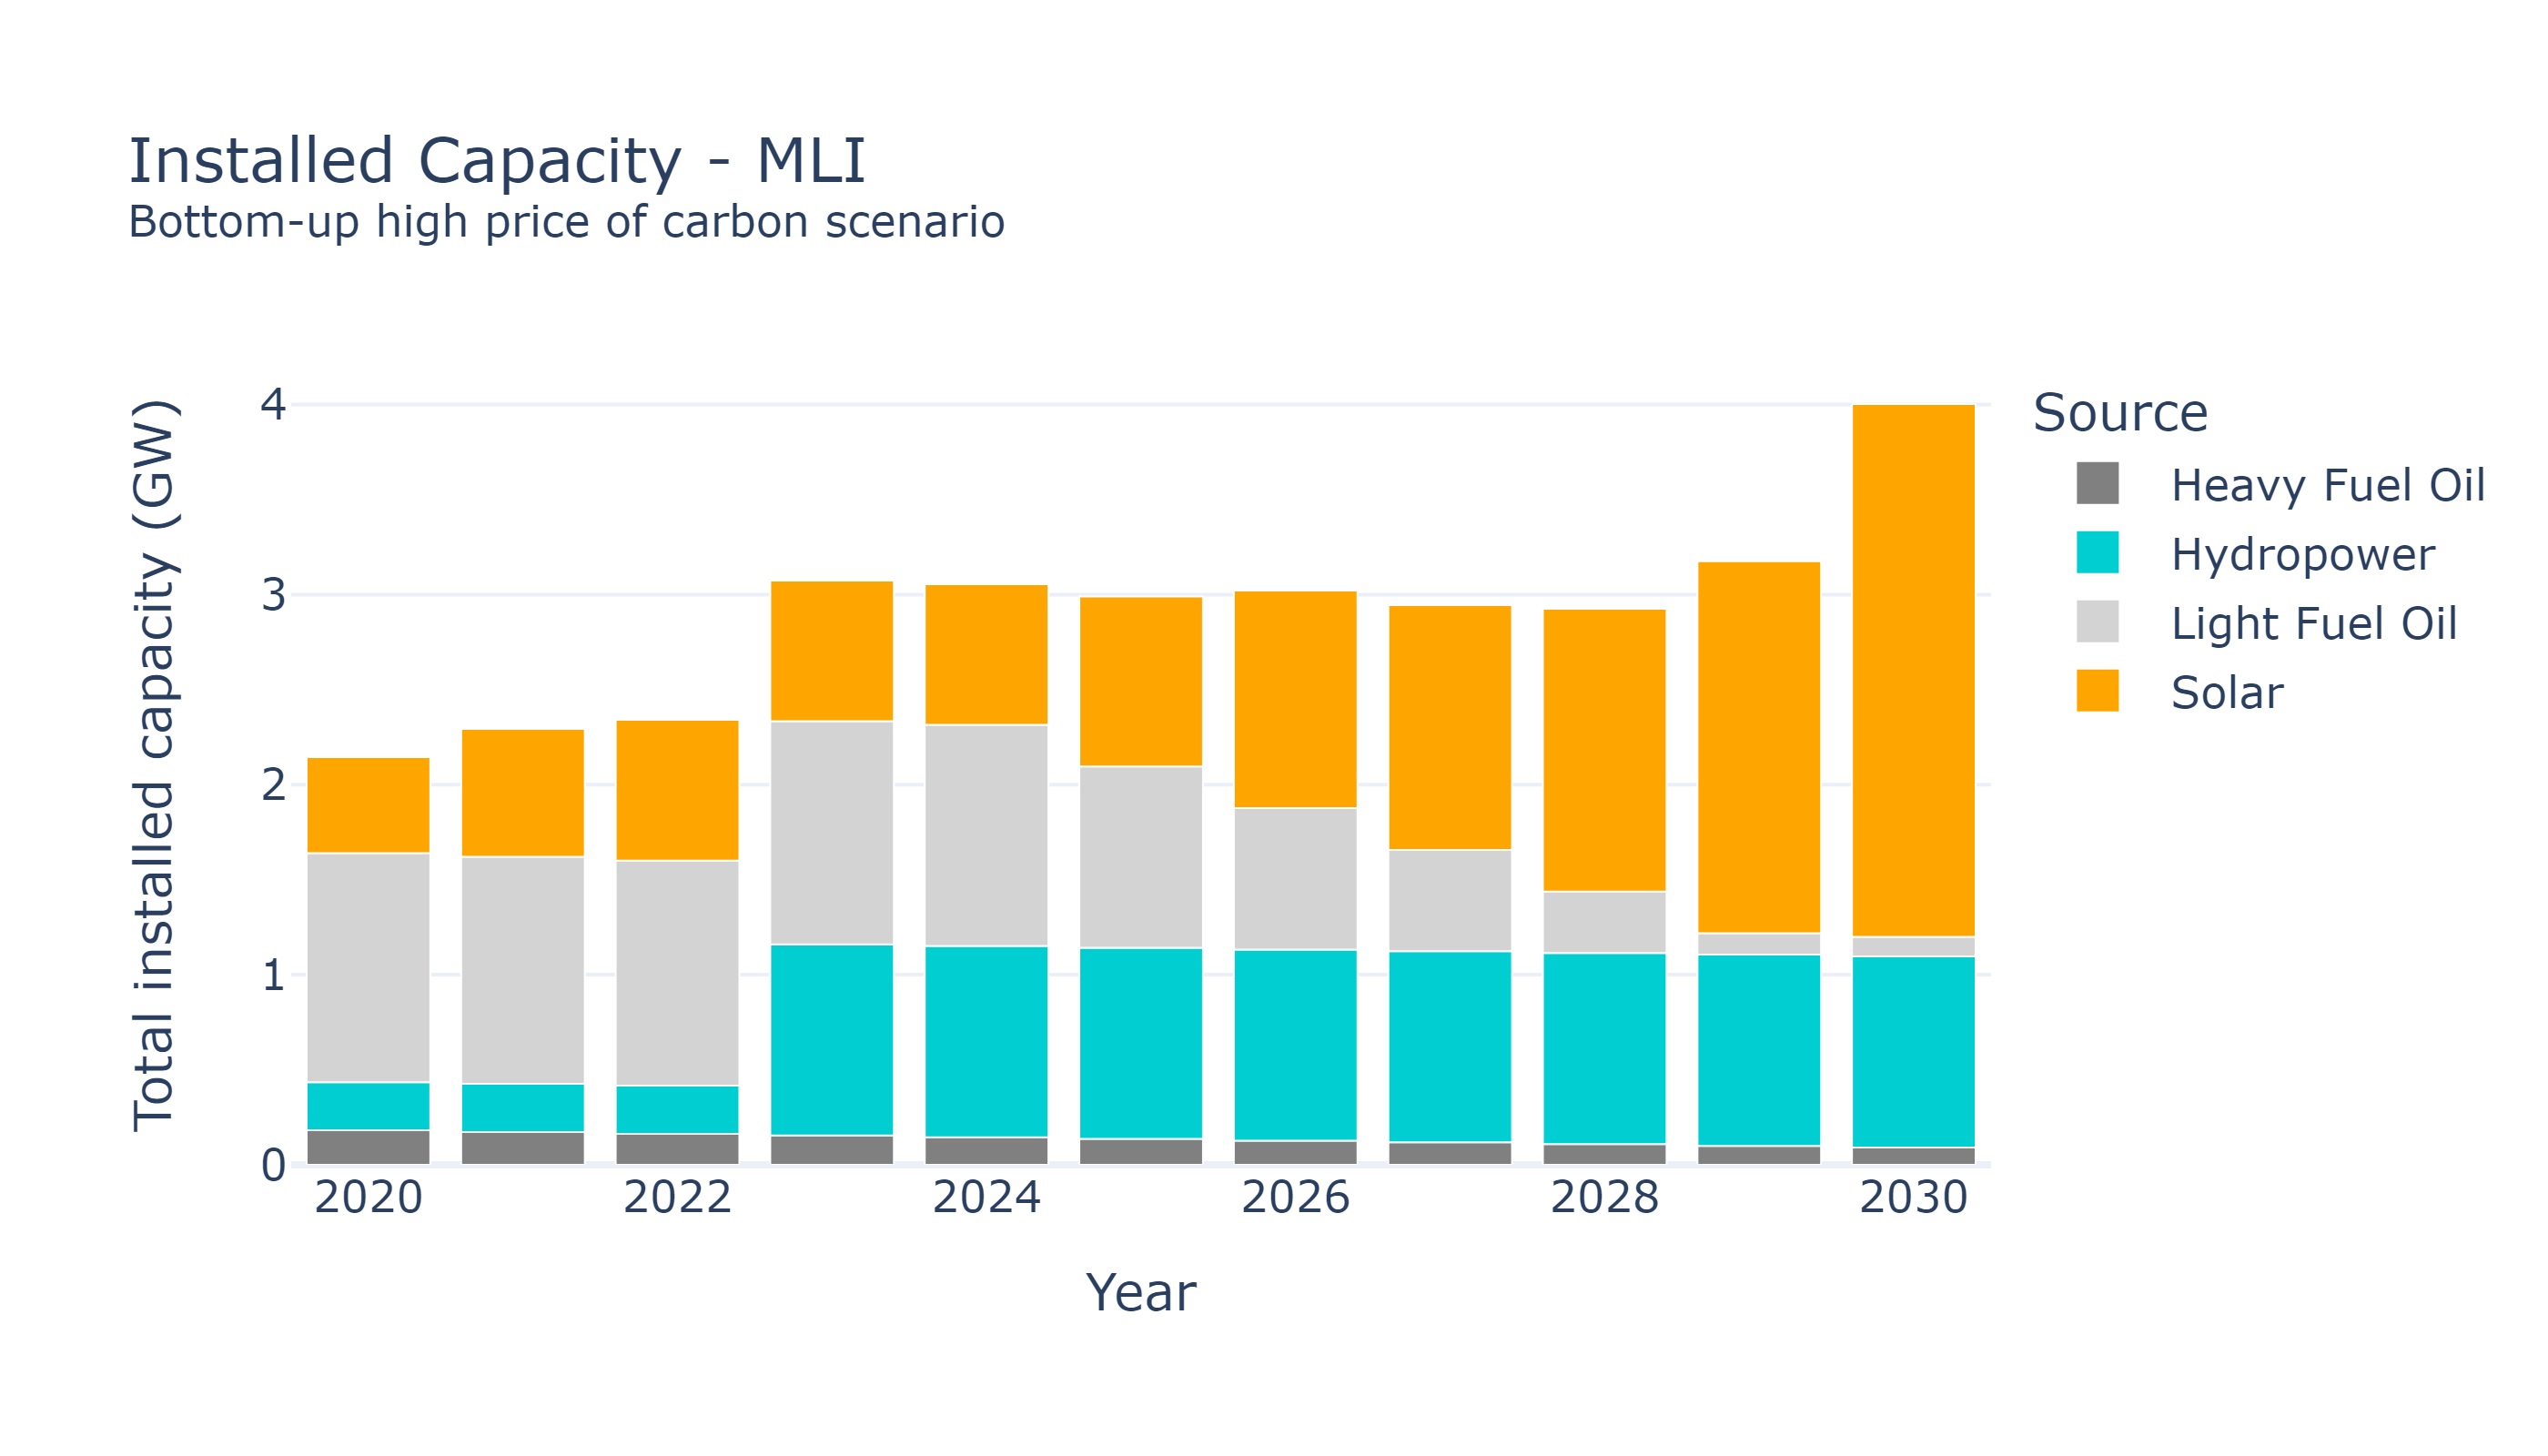 Installed Capacity - MLI
Bottom-up high price of carbon scenario
Total installed capacity (GW)
4
3
2
1
0
2020
2022
2024
2026
2028
2030
Year
Source
Heavy Fuel Oil
Hydropower
Light Fuel Oil
Solar